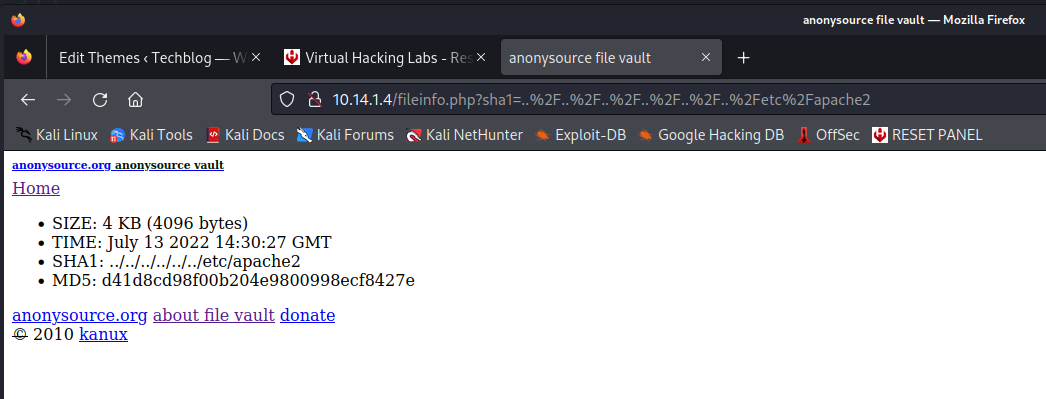 anonysource file vault — Mozilla Firefox
Edit Themes ‹ Techblog — W
Virtual Hacking Labs - Res
anonysource file vault
10.14.1.4/fileinfo.php?sha1=..%2F..%2F..%2F..%2F..%2F..%2Fetc%2Fapache2
Kali Linux Kali Tools Kali Docs Kali Forums Kali NetHunter Exploit-DB Google Hacking DB OffSec RESET PANEL
anonysource.org anonysource vault
Home
• SIZE: 4 KB (4096 bytes)
• TIME: July 13 2022 14:30:27 GMT
• SHA1: ../../../../../../etc/apache2
• MD5: d41d8cd98f00b204e9800998ecf8427e
anonysource.org about file vault donate
© 2010 kanux